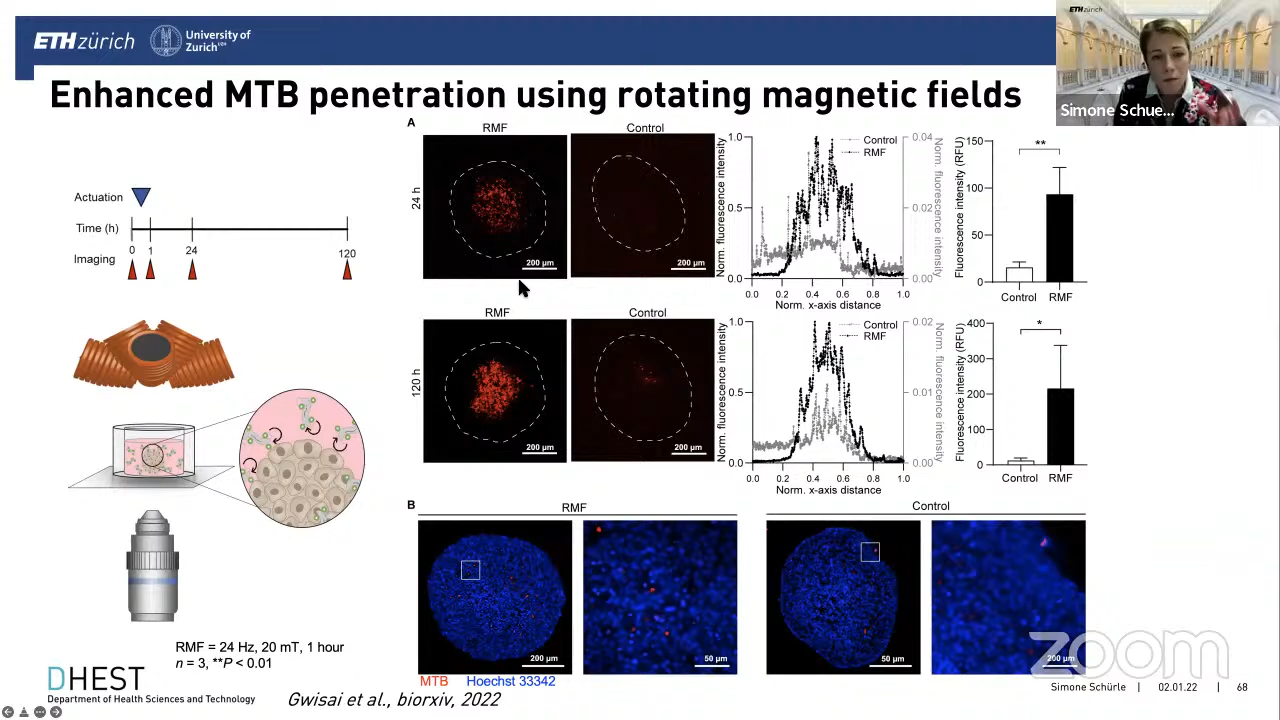 ETH zürich
University of
Zurich UZH
ETH zürich
Simone Schue...
Enhanced MTB penetration using rotating magnetic fields
Actuation
Time (h)
0 1 24 120
Imaging
A
RMF Control
24 h
200 µm 200 µm
Norm. fluorescence intensity
1.0
0.5
0.0
Control
RMF
0.04
0.02
0.00
Norm. fluorescence intensity
0.0 0.2 0.4 0.6 0.8 1.0
Norm. x-axis distance
Fluorescence intensity (RFU)
150
100
50
0
**
Control RMF
RMF Control
120 h
200 µm 200 µm
Norm. fluorescence intensity
1.0
0.5
0.0
Control
RMF
0.02
0.01
0.00
Norm. fluorescence intensity
0.0 0.2 0.4 0.6 0.8 1.0
Norm. x-axis distance
Fluorescence intensity (RFU)
400
300
200
100
0
*
Control RMF
B
RMF Control
200 µm 50 µm 50 µm 200 µm
MTB Hoechst 33342
RMF = 24 Hz, 20 mT, 1 hour
n = 3, **P < 0.01
DHEST
Department of Health Sciences and Technology
Gwisai et al., biorxiv, 2022
zoom
Simone Schürle | 02.01.22 | 68